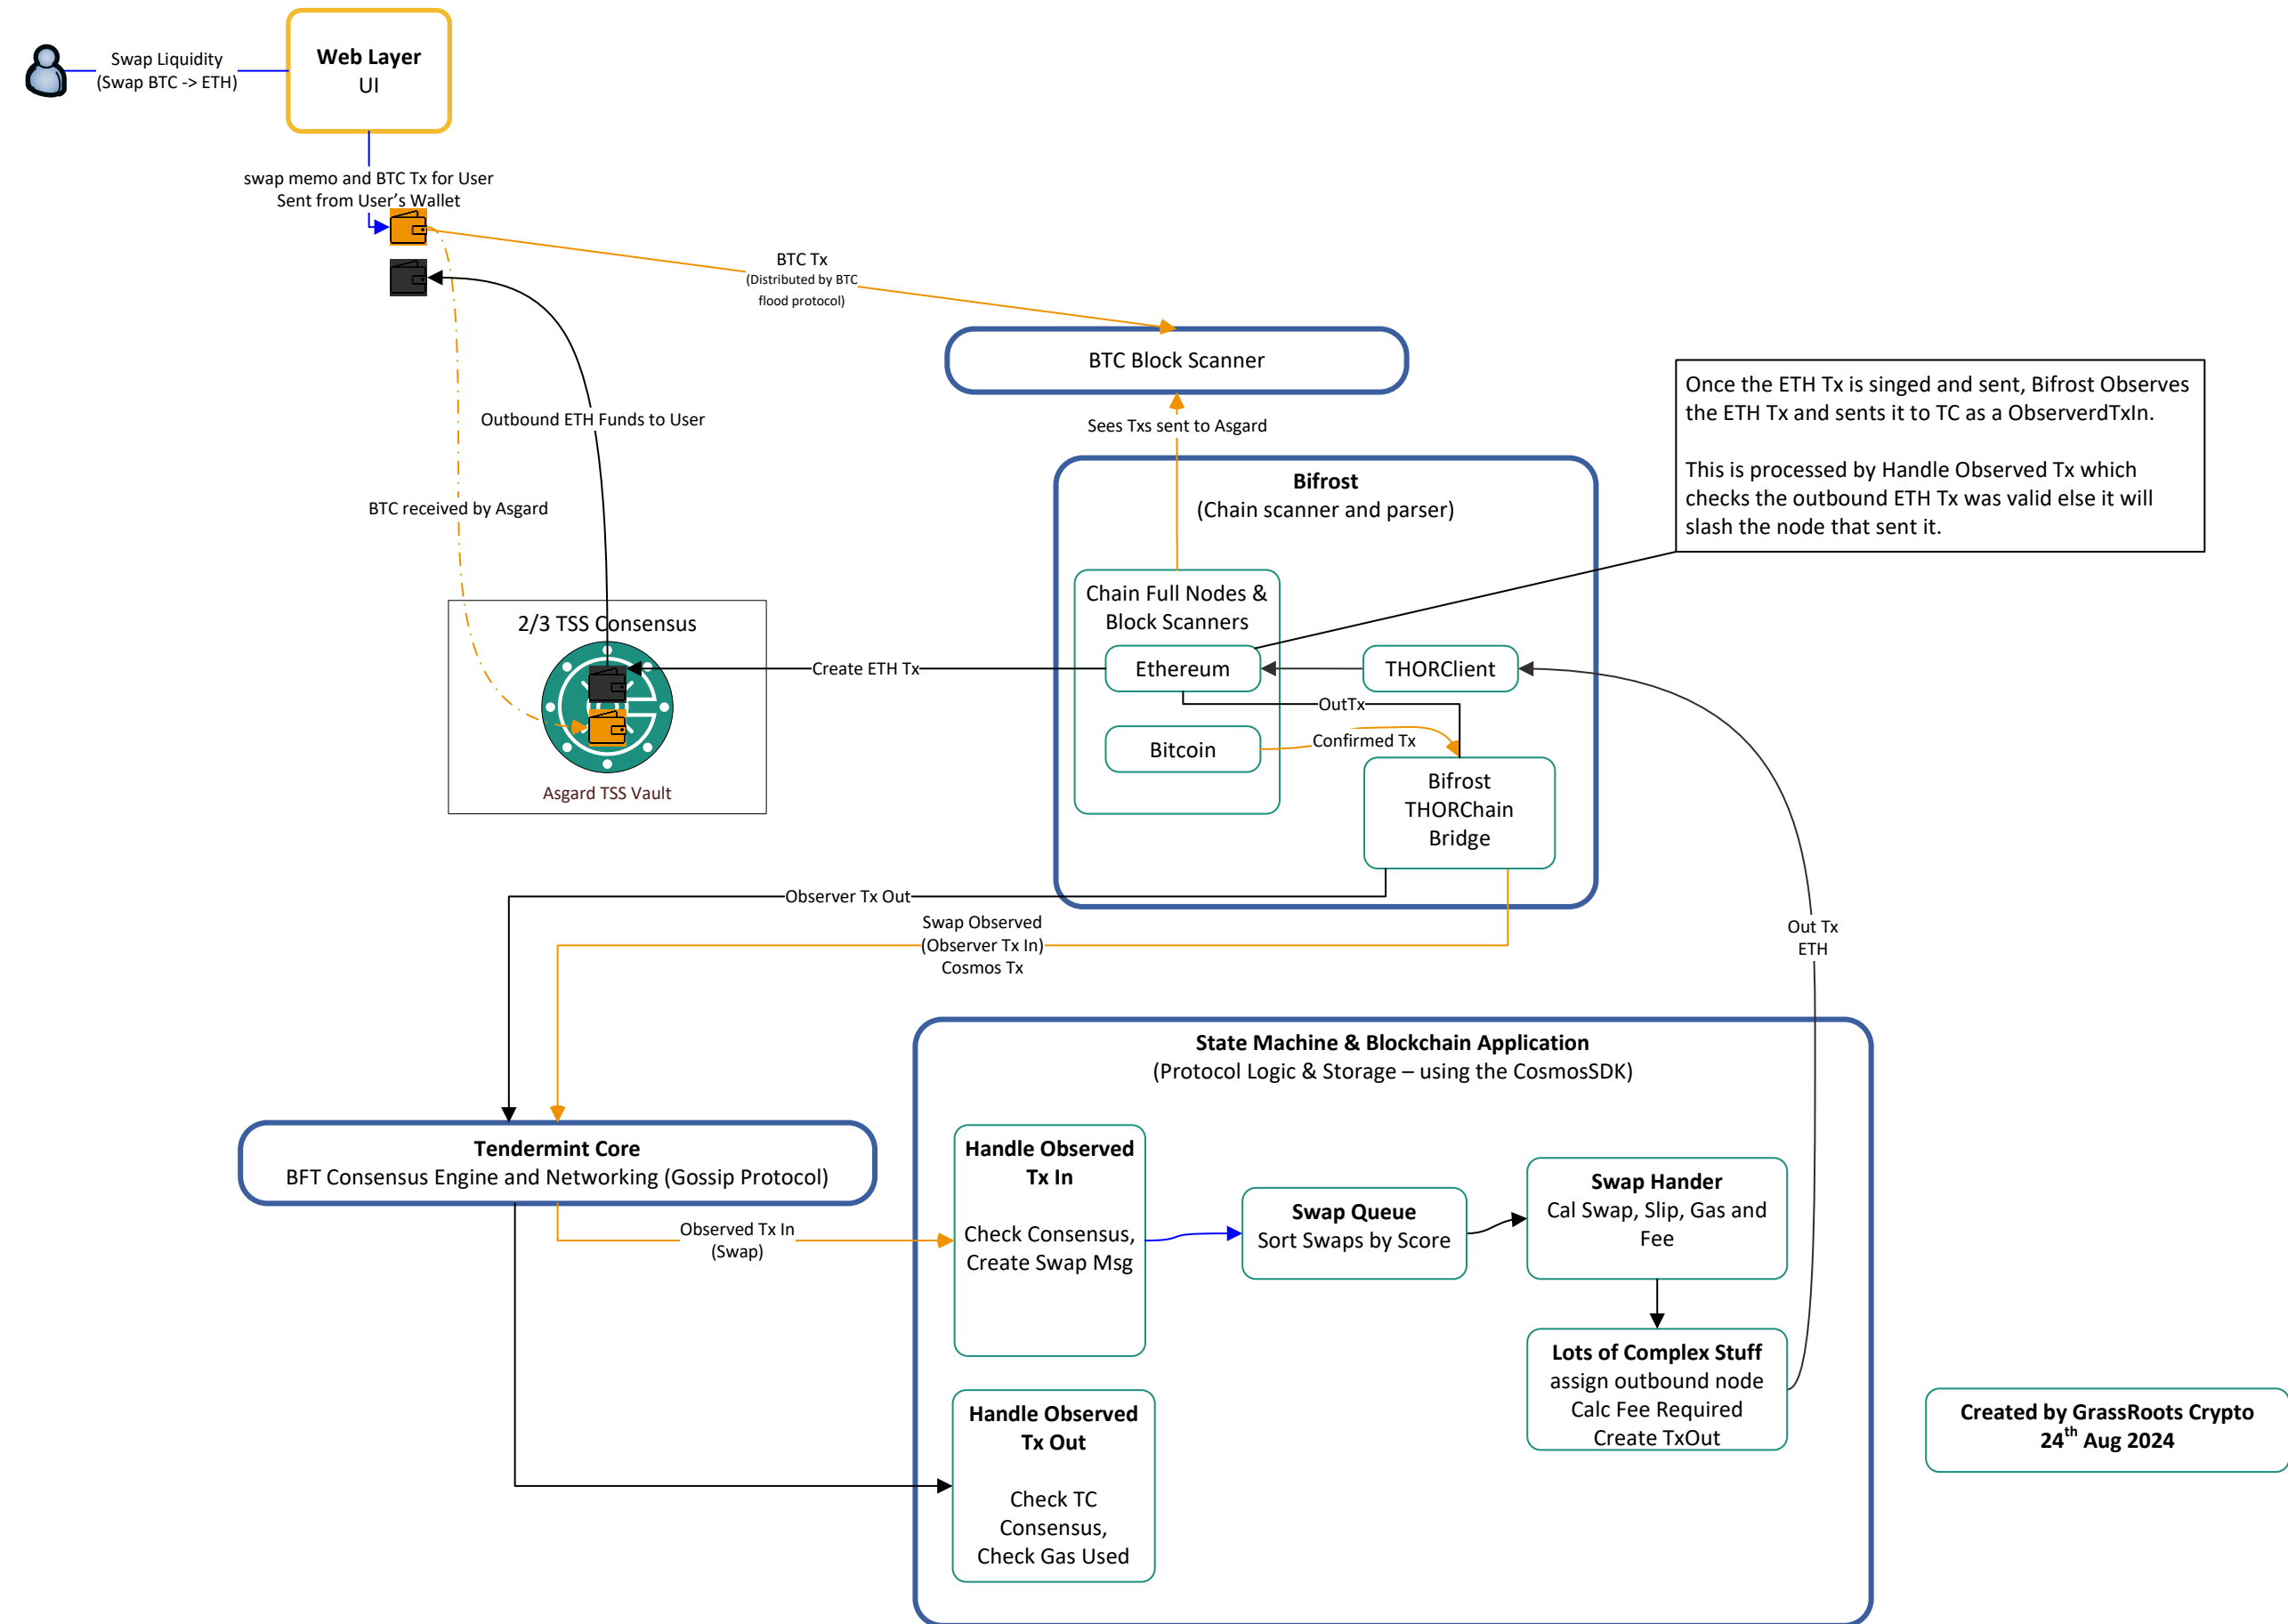 Swap Liquidity
(Swap BTC -> ETH)
Web Layer
UI
swap memo and BTC Tx for User
Sent from User's Wallet
BTC Tx
(Distributed by BTC
flood protocol)
BTC Block Scanner
Outbound ETH Funds to User
Sees Txs sent to Asgard
BTC received by Asgard
Once the ETH Tx is singed and sent, Bifrost Observes
the ETH Tx and sents it to TC as a ObserverdTxIn.
This is processed by Handle Observed Tx which
checks the outbound ETH Tx was valid else it will
slash the node that sent it.
Bifrost
(Chain scanner and parser)
Chain Full Nodes &
Block Scanners
2/3 TSS Consensus
Create ETH Tx
Ethereum
THORClient
OutTx
Bitcoin
Confirmed Tx
Asgard TSS Vault
Bifrost
THORChain
Bridge
Observer Tx Out
Swap Observed
(Observer Tx In)
Cosmos Tx
Out Tx
ETH
State Machine & Blockchain Application
(Protocol Logic & Storage – using the CosmosSDK)
Tendermint Core
BFT Consensus Engine and Networking (Gossip Protocol)
Observed Tx In
(Swap)
Handle Observed
Tx In
Check Consensus,
Create Swap Msg
Swap Queue
Sort Swaps by Score
Swap Hander
Cal Swap, Slip, Gas and
Fee
Lots of Complex Stuff
assign outbound node
Calc Fee Required
Create TxOut
Handle Observed
Tx Out
Check TC
Consensus,
Check Gas Used
Created by GrassRoots Crypto
24th Aug 2024